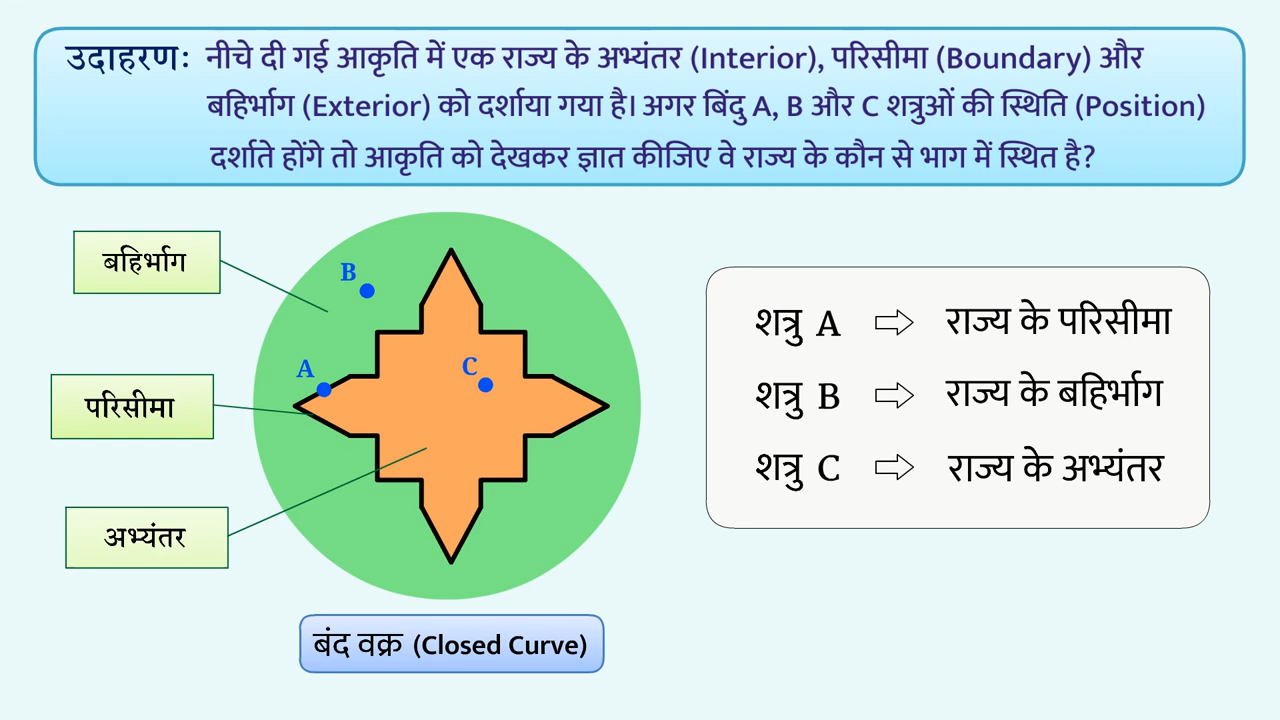 उदाहरण: नीचे दी गई आकृति में एक राज्य के अभ्यंतर (Interior), परिसीमा (Boundary) और
बहिर्भाग (Exterior) को दर्शाया गया है। अगर बिंदु A, B और C शत्रुओं की स्थिति (Position)
दर्शाते होंगे तो आकृति को देखकर ज्ञात कीजिए वे राज्य के कौन से भाग में स्थित है?
बहिर्भाग
B
A
C
परिसीमा
अभ्यंतर
बंद वक्र (Closed Curve)
शत्रु A ⇨ राज्य के परिसीमा
शत्रु B ⇨ राज्य के बहिर्भाग
शत्रु C ⇨ राज्य के अभ्यंतर